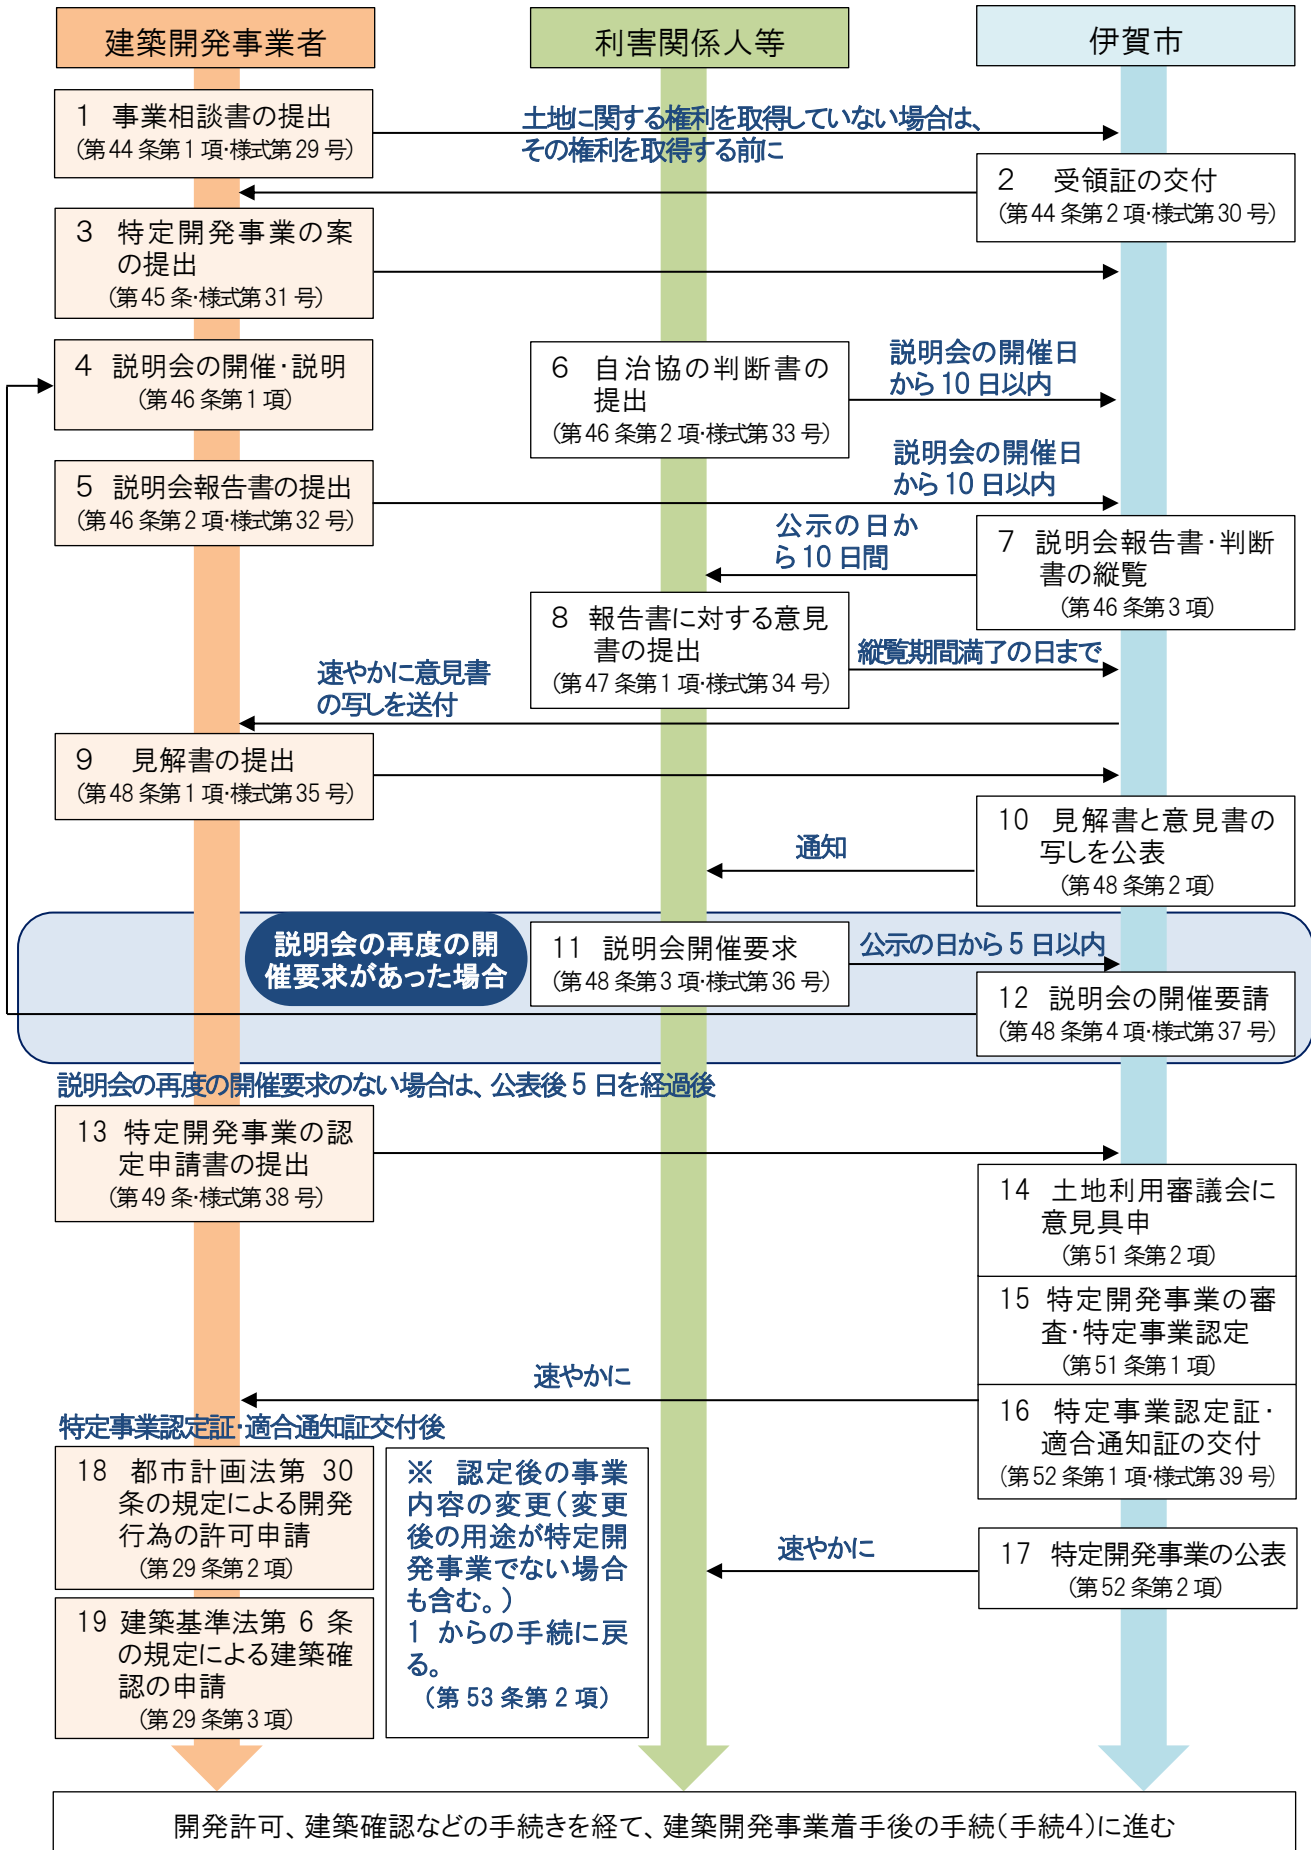 建築開発事業者
利害関係人等
伊賀市
1 事業相談書の提出
(第44条第1項・様式第29号)
土地に関する権利を取得していない場合は、
その権利を取得する前に
2 受領証の交付
(第44条第2項・様式第30号)
3 特定開発事業の案
の提出
(第45条・様式第31号)
4 説明会の開催・説明
(第46条第1項)
6 自治協の判断書の
提出
(第46条第2項・様式第33号)
説明会の開催日
から10日以内
5 説明会報告書の提出
(第46条第2項・様式第32号)
説明会の開催日
から10日以内
公示の日か
ら10日間
7 説明会報告書・判断
書の縦覧
(第46条第3項)
8 報告書に対する意見
書の提出
(第47条第1項・様式第34号)
縦覧期間満了の日まで
速やかに意見書
の写しを送付
9 見解書の提出
(第48条第1項・様式第35号)
10 見解書と意見書の
写しを公表
(第48条第2項)
通知
説明会の再度の開
催要求があった場合
11 説明会開催要求
(第48条第3項・様式第36号)
公示の日から5日以内
12 説明会の開催要請
(第48条第4項・様式第37号)
説明会の再度の開催要求のない場合は、公表後5日を経過後
13 特定開発事業の認
定申請書の提出
(第49条・様式第38号)
14 土地利用審議会に
意見具申
(第51条第2項)
15 特定開発事業の審
査・特定事業認定
(第51条第1項)
速やかに
16 特定事業認定証・
適合通知証の交付
(第52条第1項・様式第39号)
特定事業認定証・適合通知証交付後
18 都市計画法第 30
条の規定による開発
行為の許可申請
(第29条第2項)
※ 認定後の事業
内容の変更(変更
後の用途が特定開
発事業でない場合
も含む。)
1 からの手続に戻
る。
(第 53 条第 2 項)
速やかに
17 特定開発事業の公表
(第52条第2項)
19 建築基準法第 6 条
の規定による建築確
認の申請
(第29条第3項)
開発許可、建築確認などの手続きを経て、建築開発事業着手後の手続(手続4)に進む